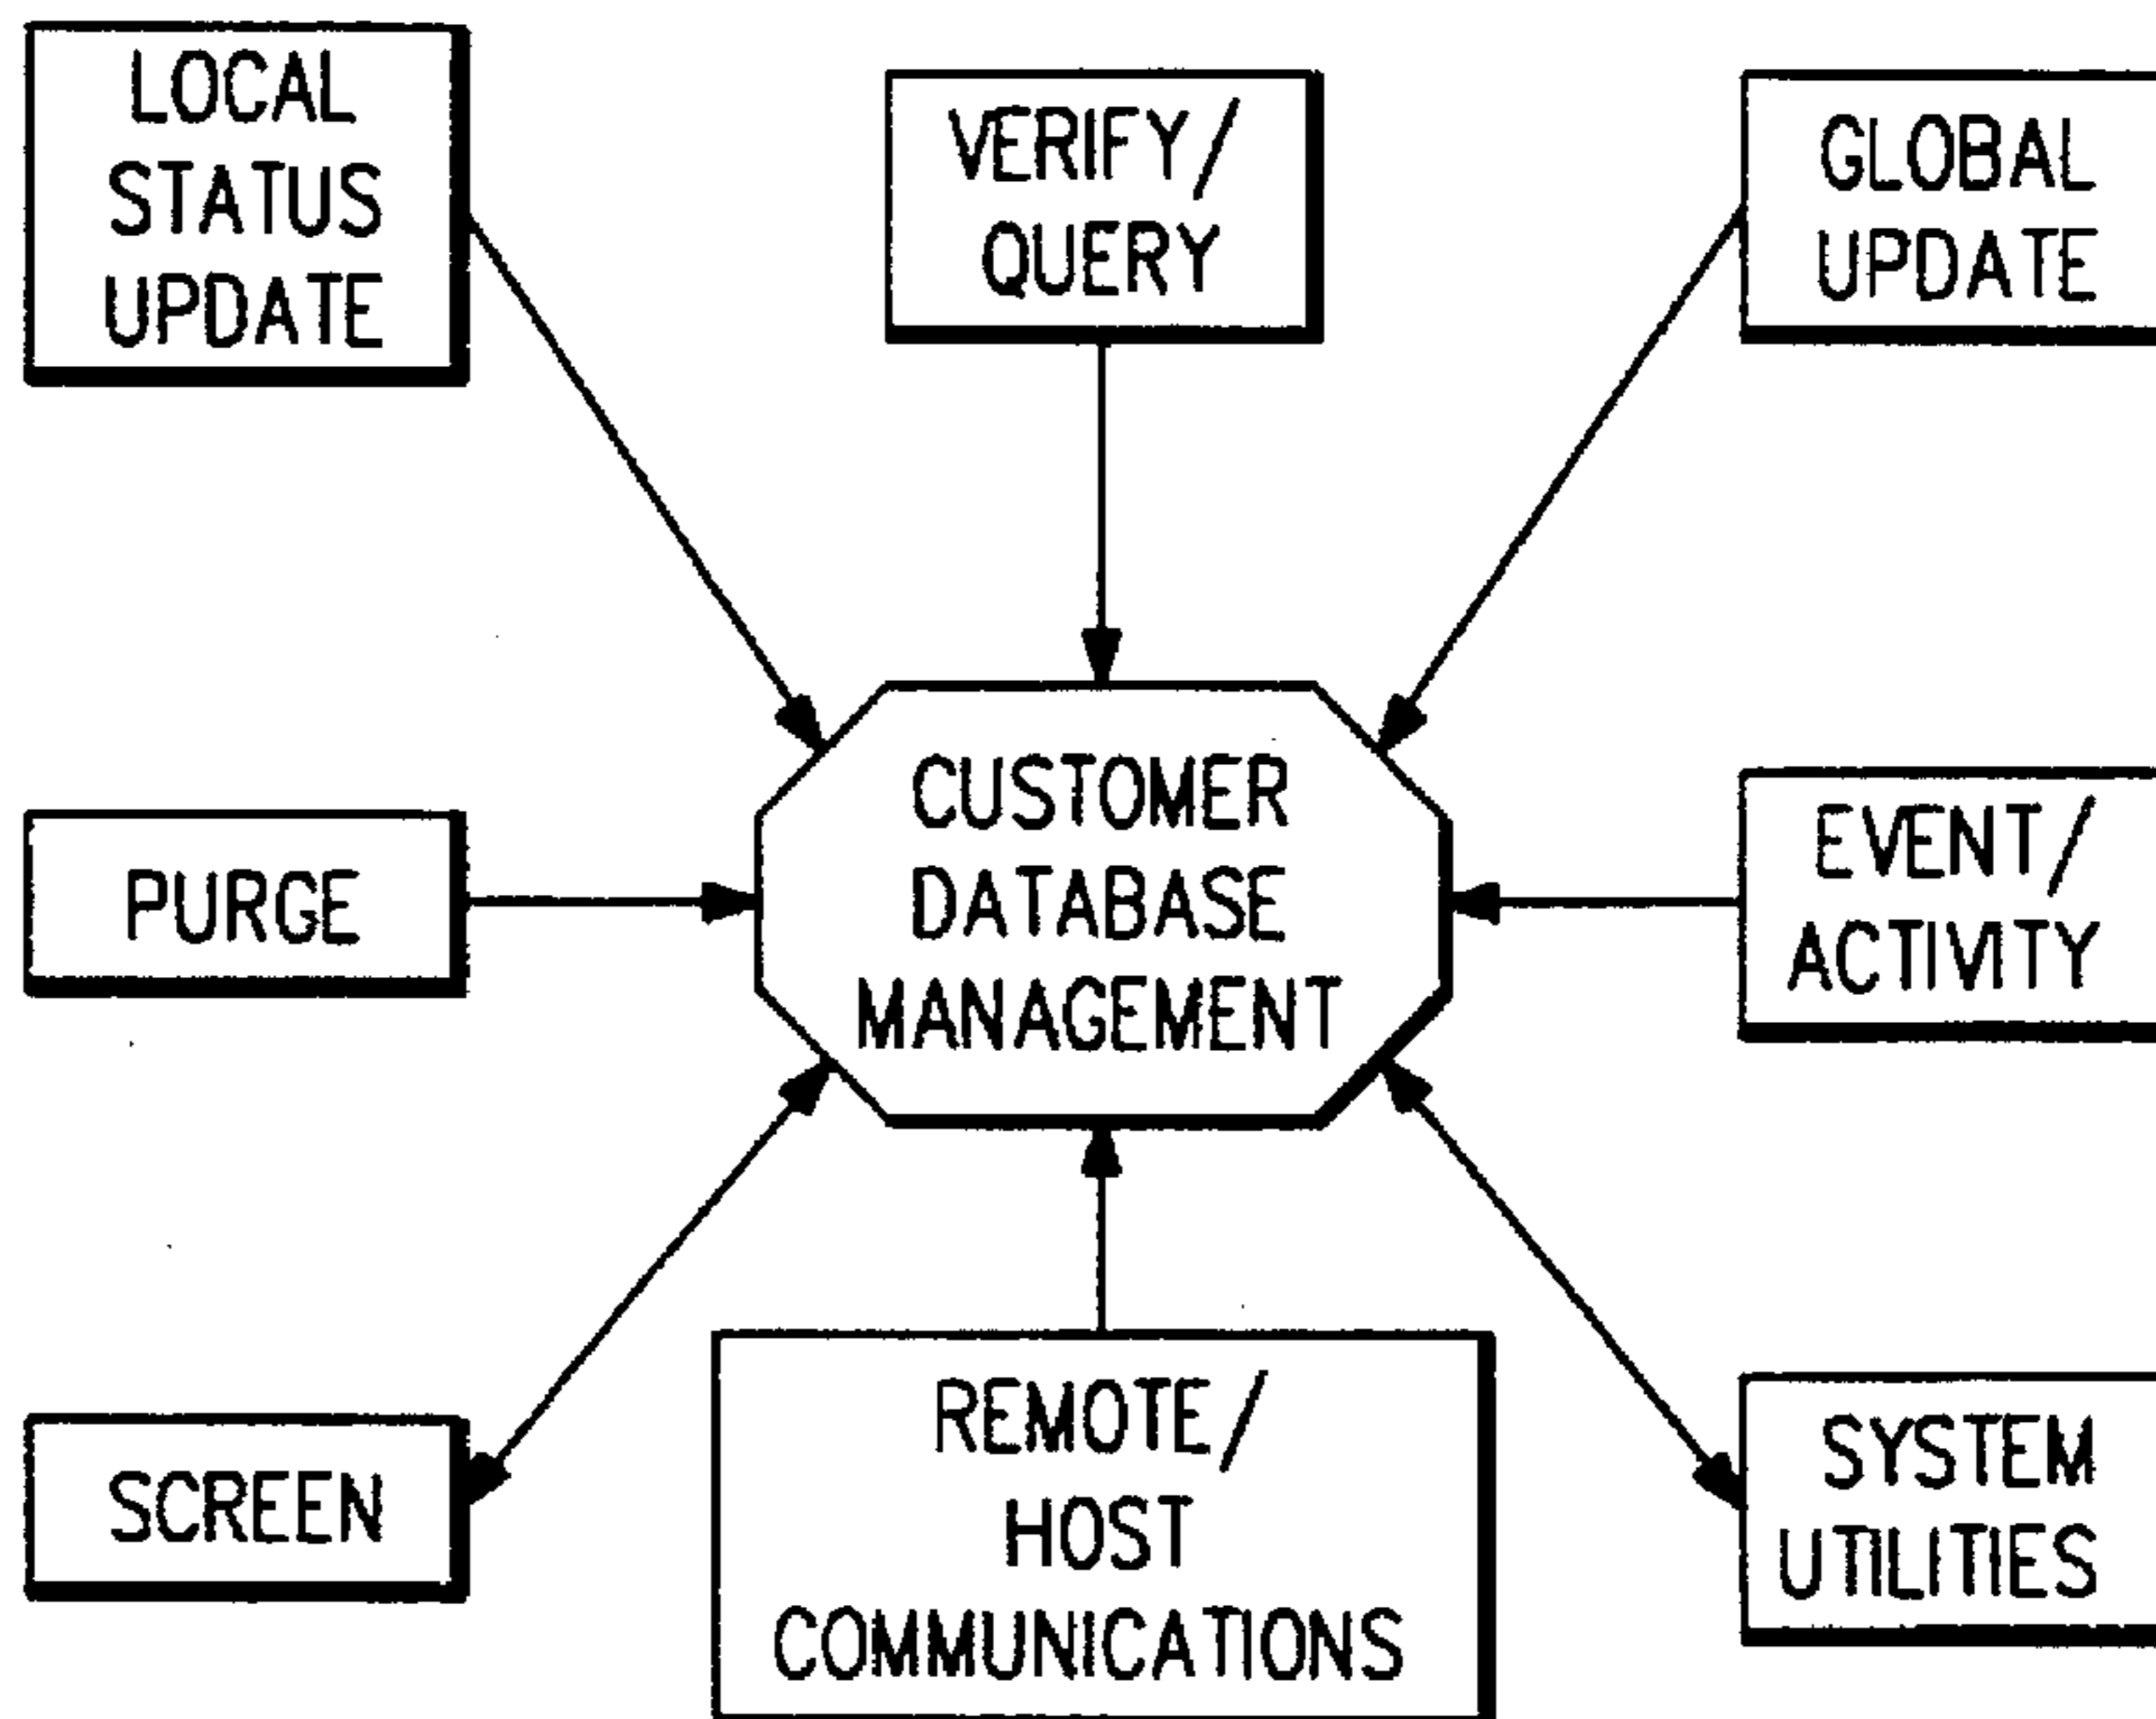 LOCAL
STATUS
UPDATE
VERIFY/
QUERY
GLOBAL
UPDATE
CUSTOMER
DATABASE
MANAGEMENT
PURGE
EVENT/
ACTIVITY
SCREEN
REMOTE/
HOST
COMMUNICATIONS
SYSTEM
UTILITIES